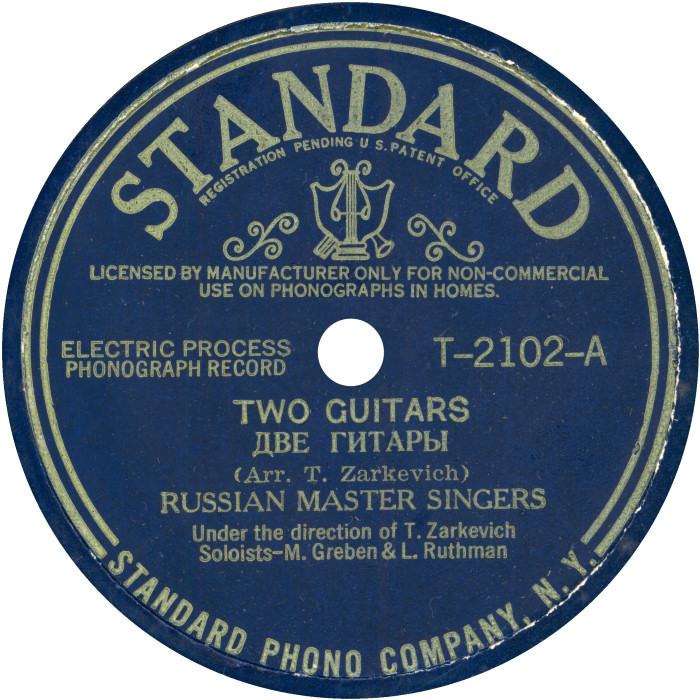 STANDARD
REGISTRATION PENDING U S. PATENT OFFICE
LICENSED BY MANUFACTURER ONLY FOR NON-COMMERCIAL
USE ON PHONOGRAPHS IN HOMES.
ELECTRIC PROCESS
PHONOGRAPH RECORD
T-2102-A
TWO GUITARS
ДВЕ ГИТАРЫ
(Arr. T. Zarkevich)
RUSSIAN MASTER SINGERS
Under the direction of T. Zarkevich
Soloists-M. Greben & L. Ruthman
STANDARD PHONO COMPANY, N. Y.